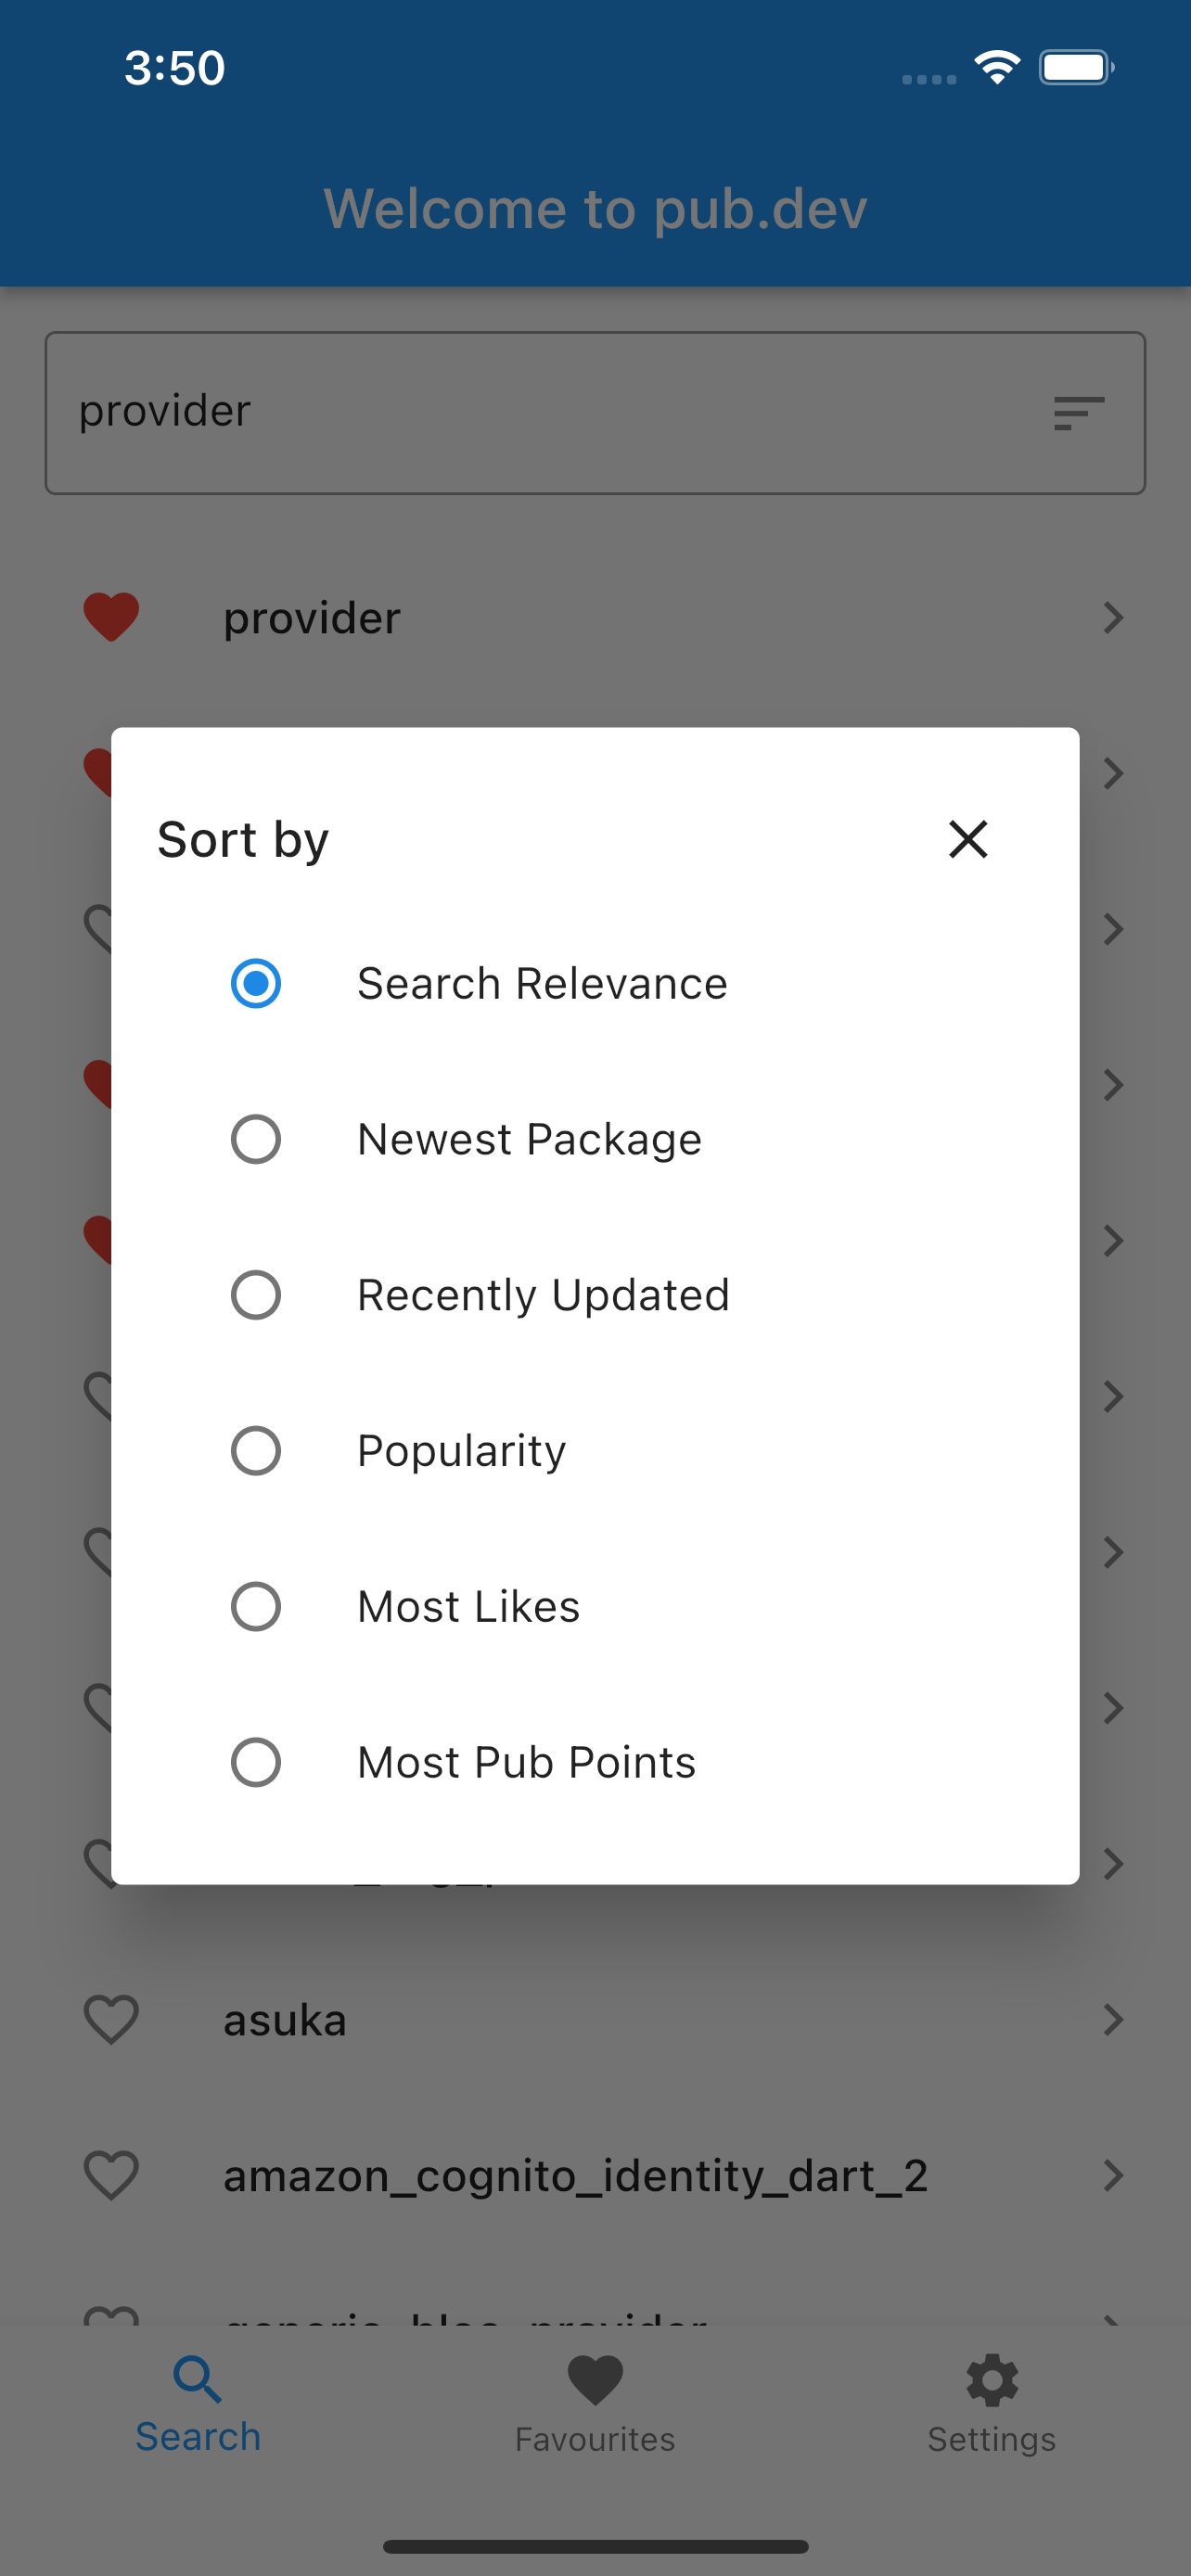 3:50
Welcome to pub.dev
provider
provider
Sort by
Search Relevance
Newest Package
Recently Updated
Popularity
Most Likes
Most Pub Points
asuka
amazon_cognito_identity_dart_2
generic_bloc_provider
Search
Favourites
Settings